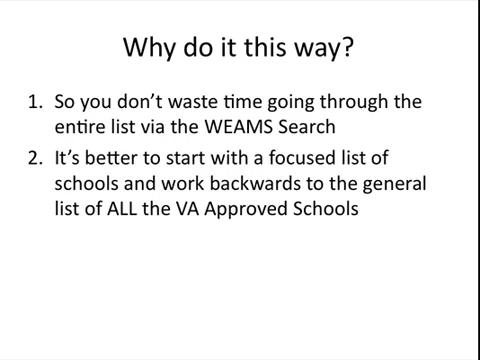 Why do it this way?
1. So you don’t waste time going through the
entire list via the WEAMS Search
2. It’s better to start with a focused list of
schools and work backwards to the general
list of ALL the VA Approved Schools